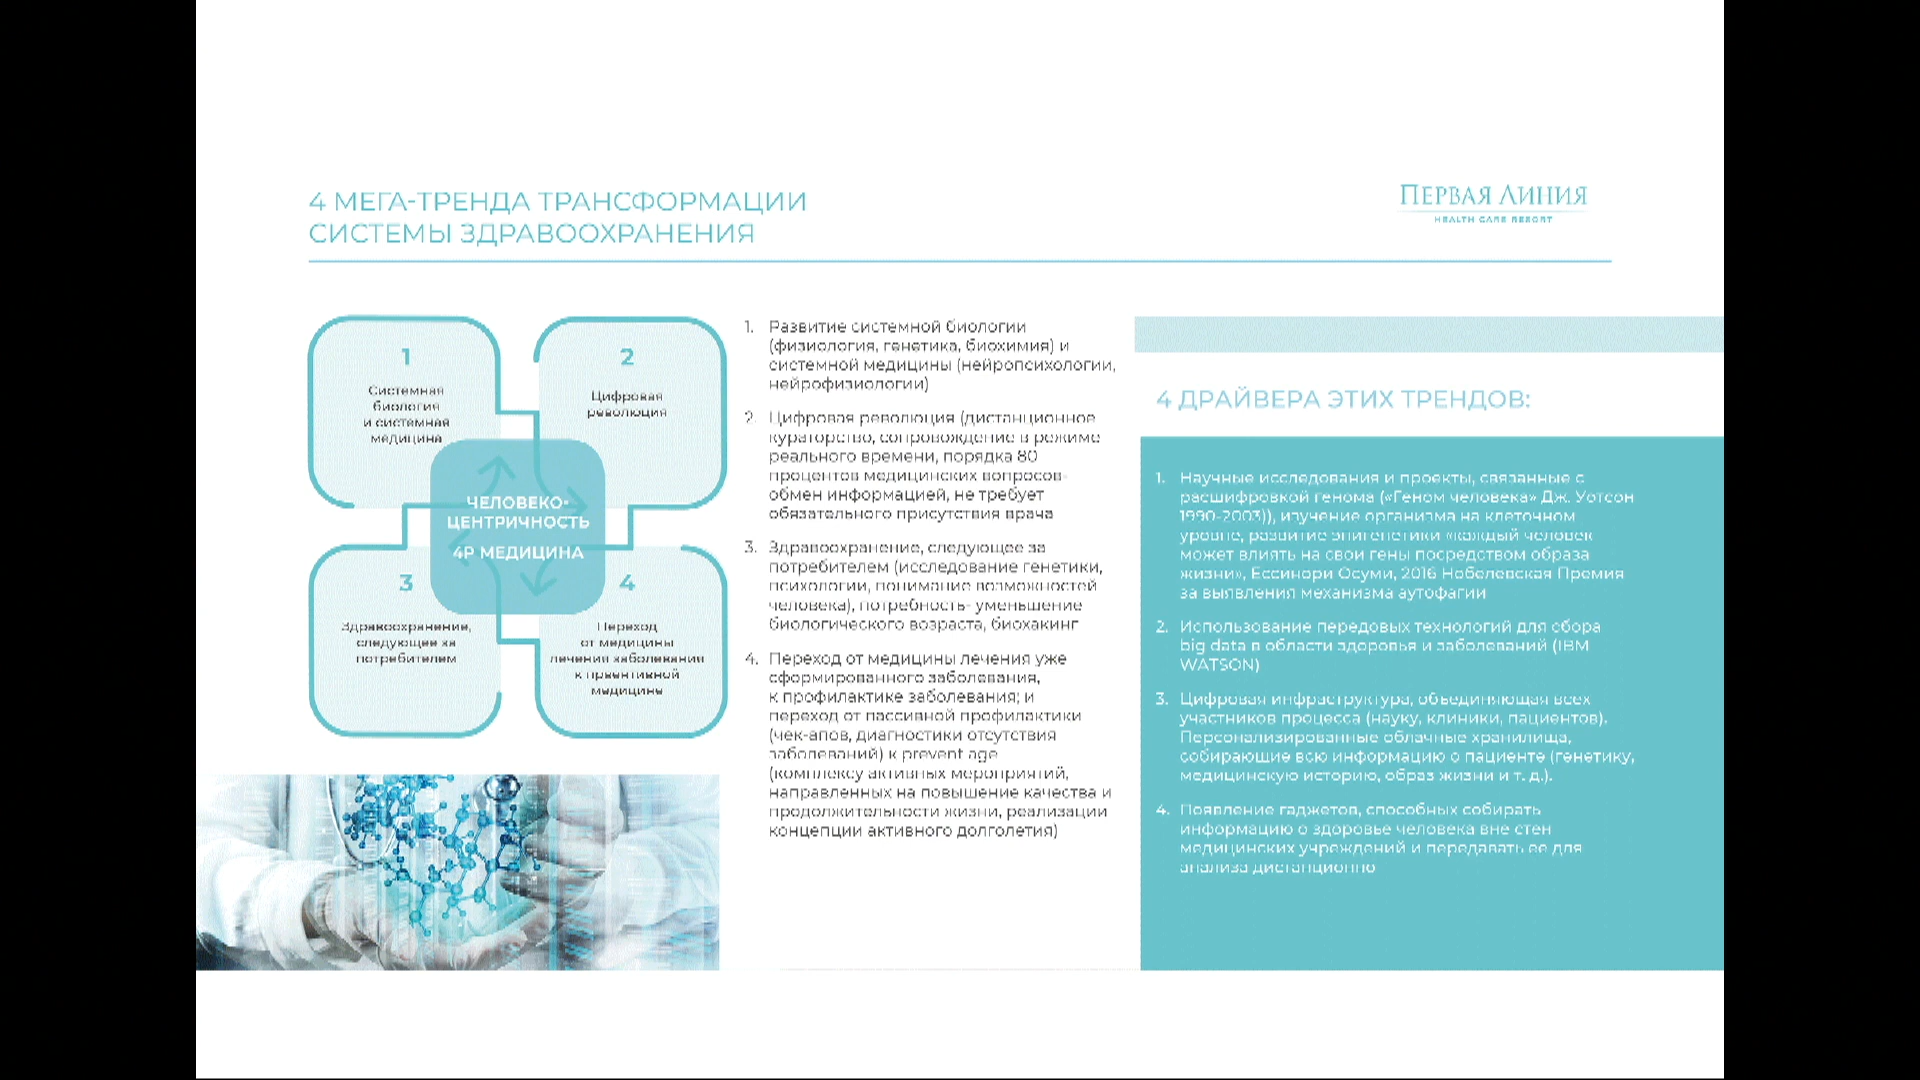 4 МЕГА-ТРЕНДА ТРАНСФОРМАЦИИ
СИСТЕМЫ ЗДРАВООХРАНЕНИЯ
ПЕРВАЯ ЛИНИЯ
HEALTH CARE RESORT
1
Системная
биология
и системная
медицина
2
Цифровая
революция
ЧЕЛОВЕКО-
ЦЕНТРИЧНОСТЬ
4P МЕДИЦИНА
3
Здравоохранение,
следующее за
потребителем
4
Переход
от медицины
лечения заболевания
к првентивной
медицине
1. Развитие системной биологии
(физиология, генетика, биохимия) и
системной медицины (нейропсихологии,
нейрофизиологии)
2. Цифровая революция (дистанционное
кураторство, сопровождение в режиме
реального времени, порядка 80
процентов медицинских вопросов-
обмен информацией, не требует
обязательного присутствия врача
3. Здравоохранение, следующее за
потребителем (исследование генетики,
психологии, понимание возможностей
человека), потребность- уменьшение
биологического возраста, биохакинг
4. Переход от медицины лечения уже
сформированного заболевания,
к профилактике заболевания; и
переход от пассивной профилактики
(чек-апов, диагностики отсутствия
заболеваний) к prevent age
(комплексу активных мероприятий,
направленных на повышение качества и
продолжительности жизни, реализации
концепции активного долголетия)
4 ДРАЙВЕРА ЭТИХ ТРЕНДОВ:
1. Научные исследования и проекты, связанные с
расшифровкой генома («Геном человека» Дж. Уотсон
1990-2003)), изучение организма на клеточном
уровне, развитие эпигенетики «каждый человек
может влиять на свои гены посредством образа
жизни», Ессинори Осуми, 2016 Нобелевская Премия
за выявления механизма аутофагии
2. Использование передовых технологий для сбора
big data в области здоровья и заболеваний (IBM
WATSON)
3. Цифровая инфраструктура, объединяющая всех
участников процесса (науку, клиники, пациентов).
Персонализированные облачные хранилища,
собирающие всю информацию о пациенте (генетику,
медицинскую историю, образ жизни и т. д.).
4. Появление гаджетов, способных собирать
информацию о здоровье человека вне стен
медицинских учреждений и передавать ее для
анализа дистанционно